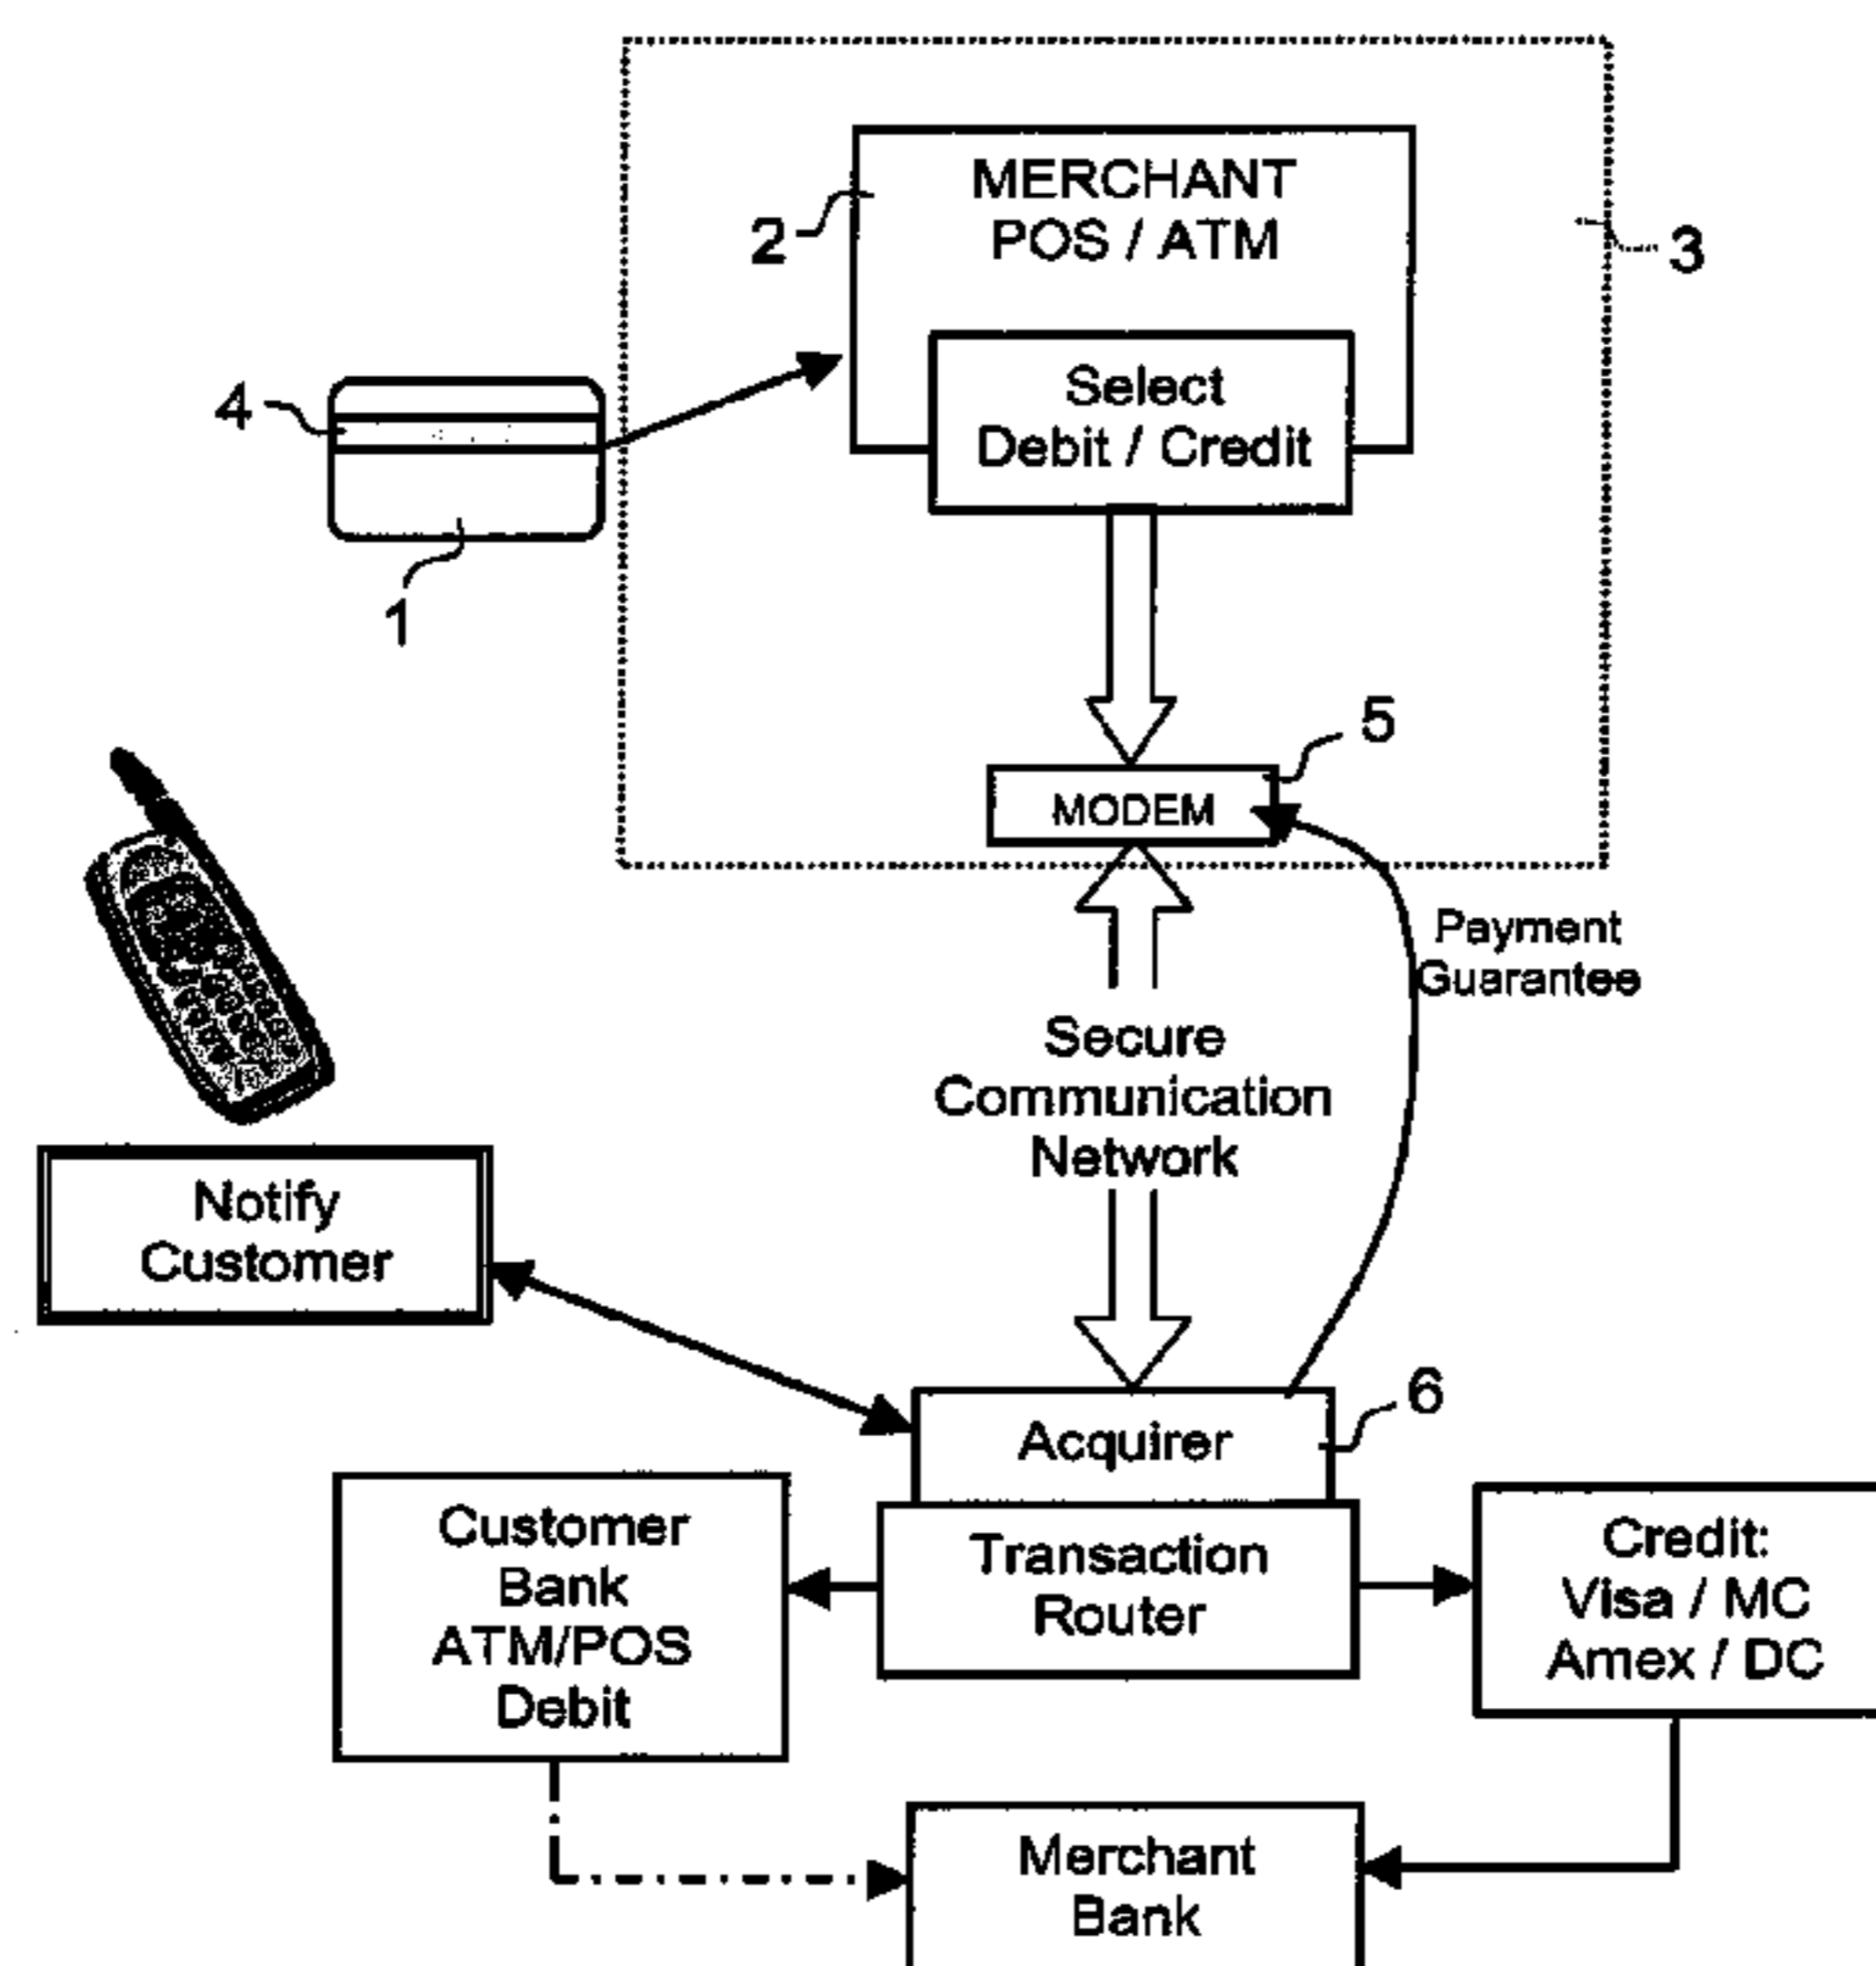 MERCHANT
POS / ATM
2
3
Select
Debit / Credit
4
1
5
MODEM
Payment
Guarantee
Secure
Communication
Network
Notify
Customer
6
Acquirer
Transaction
Router
Customer
Bank
ATM/POS
Debit
Credit:
Visa / MC
Amex / DC
Merchant
Bank